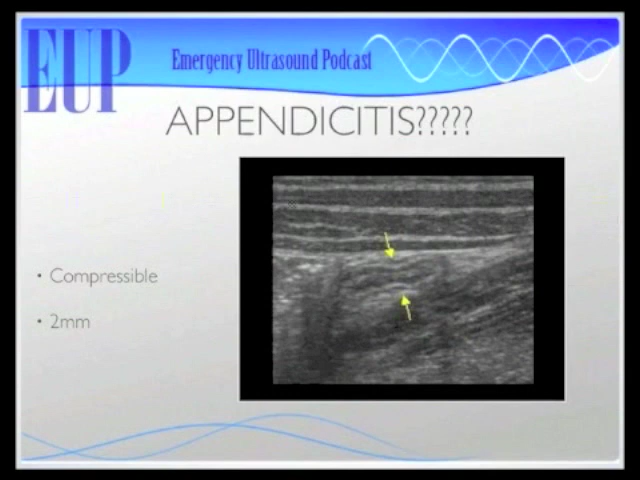 EUP
Emergency Ultrasound Podcast
APPENDICITIS?????
• Compressible
• 2mm